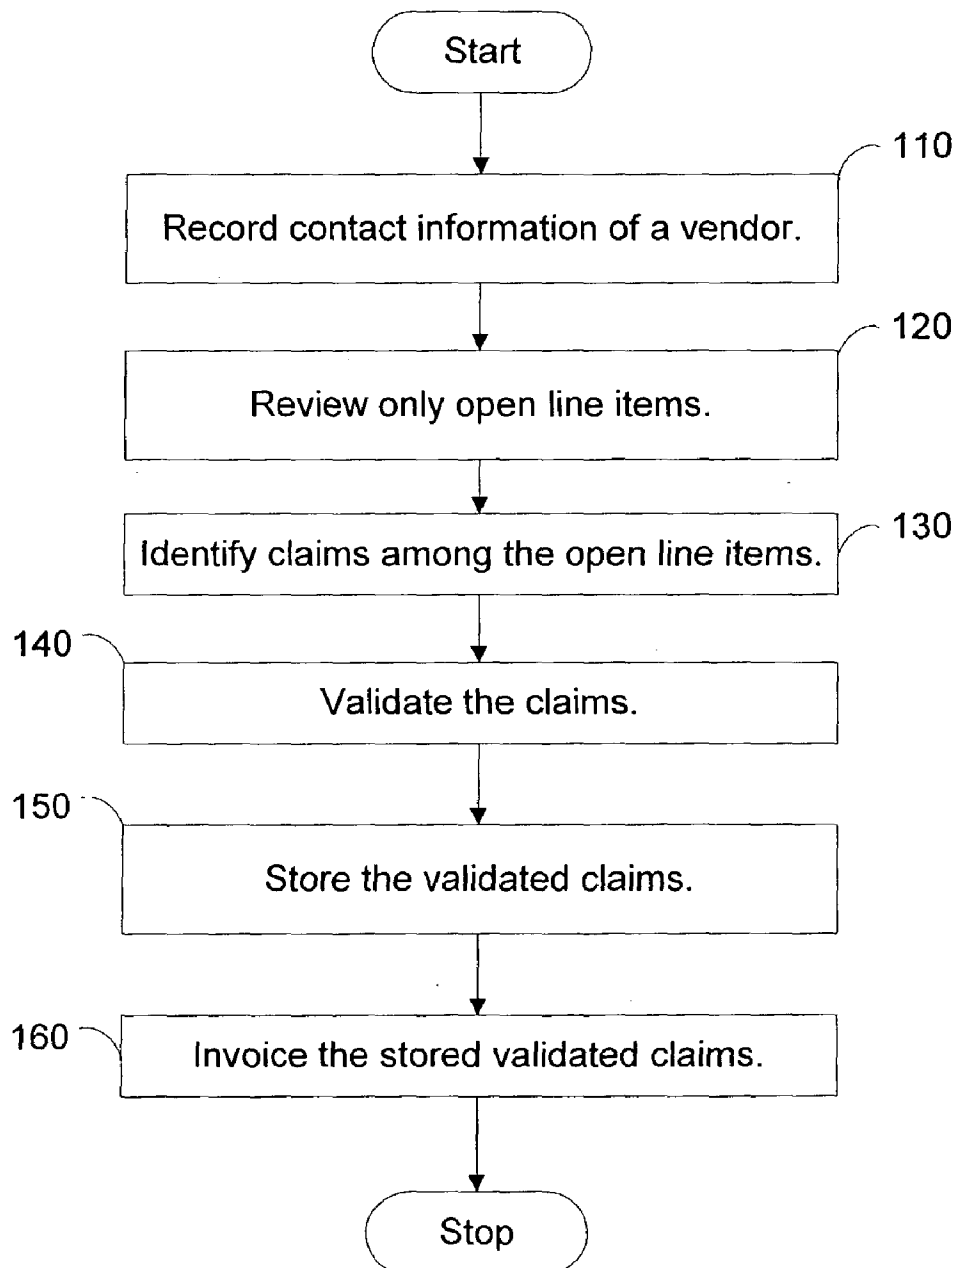 Start
110
Record contact information of a vendor.
120
Review only open line items.
130
Identify claims among the open line items.
140
Validate the claims.
150
Store the validated claims.
160
Invoice the stored validated claims.
Stop